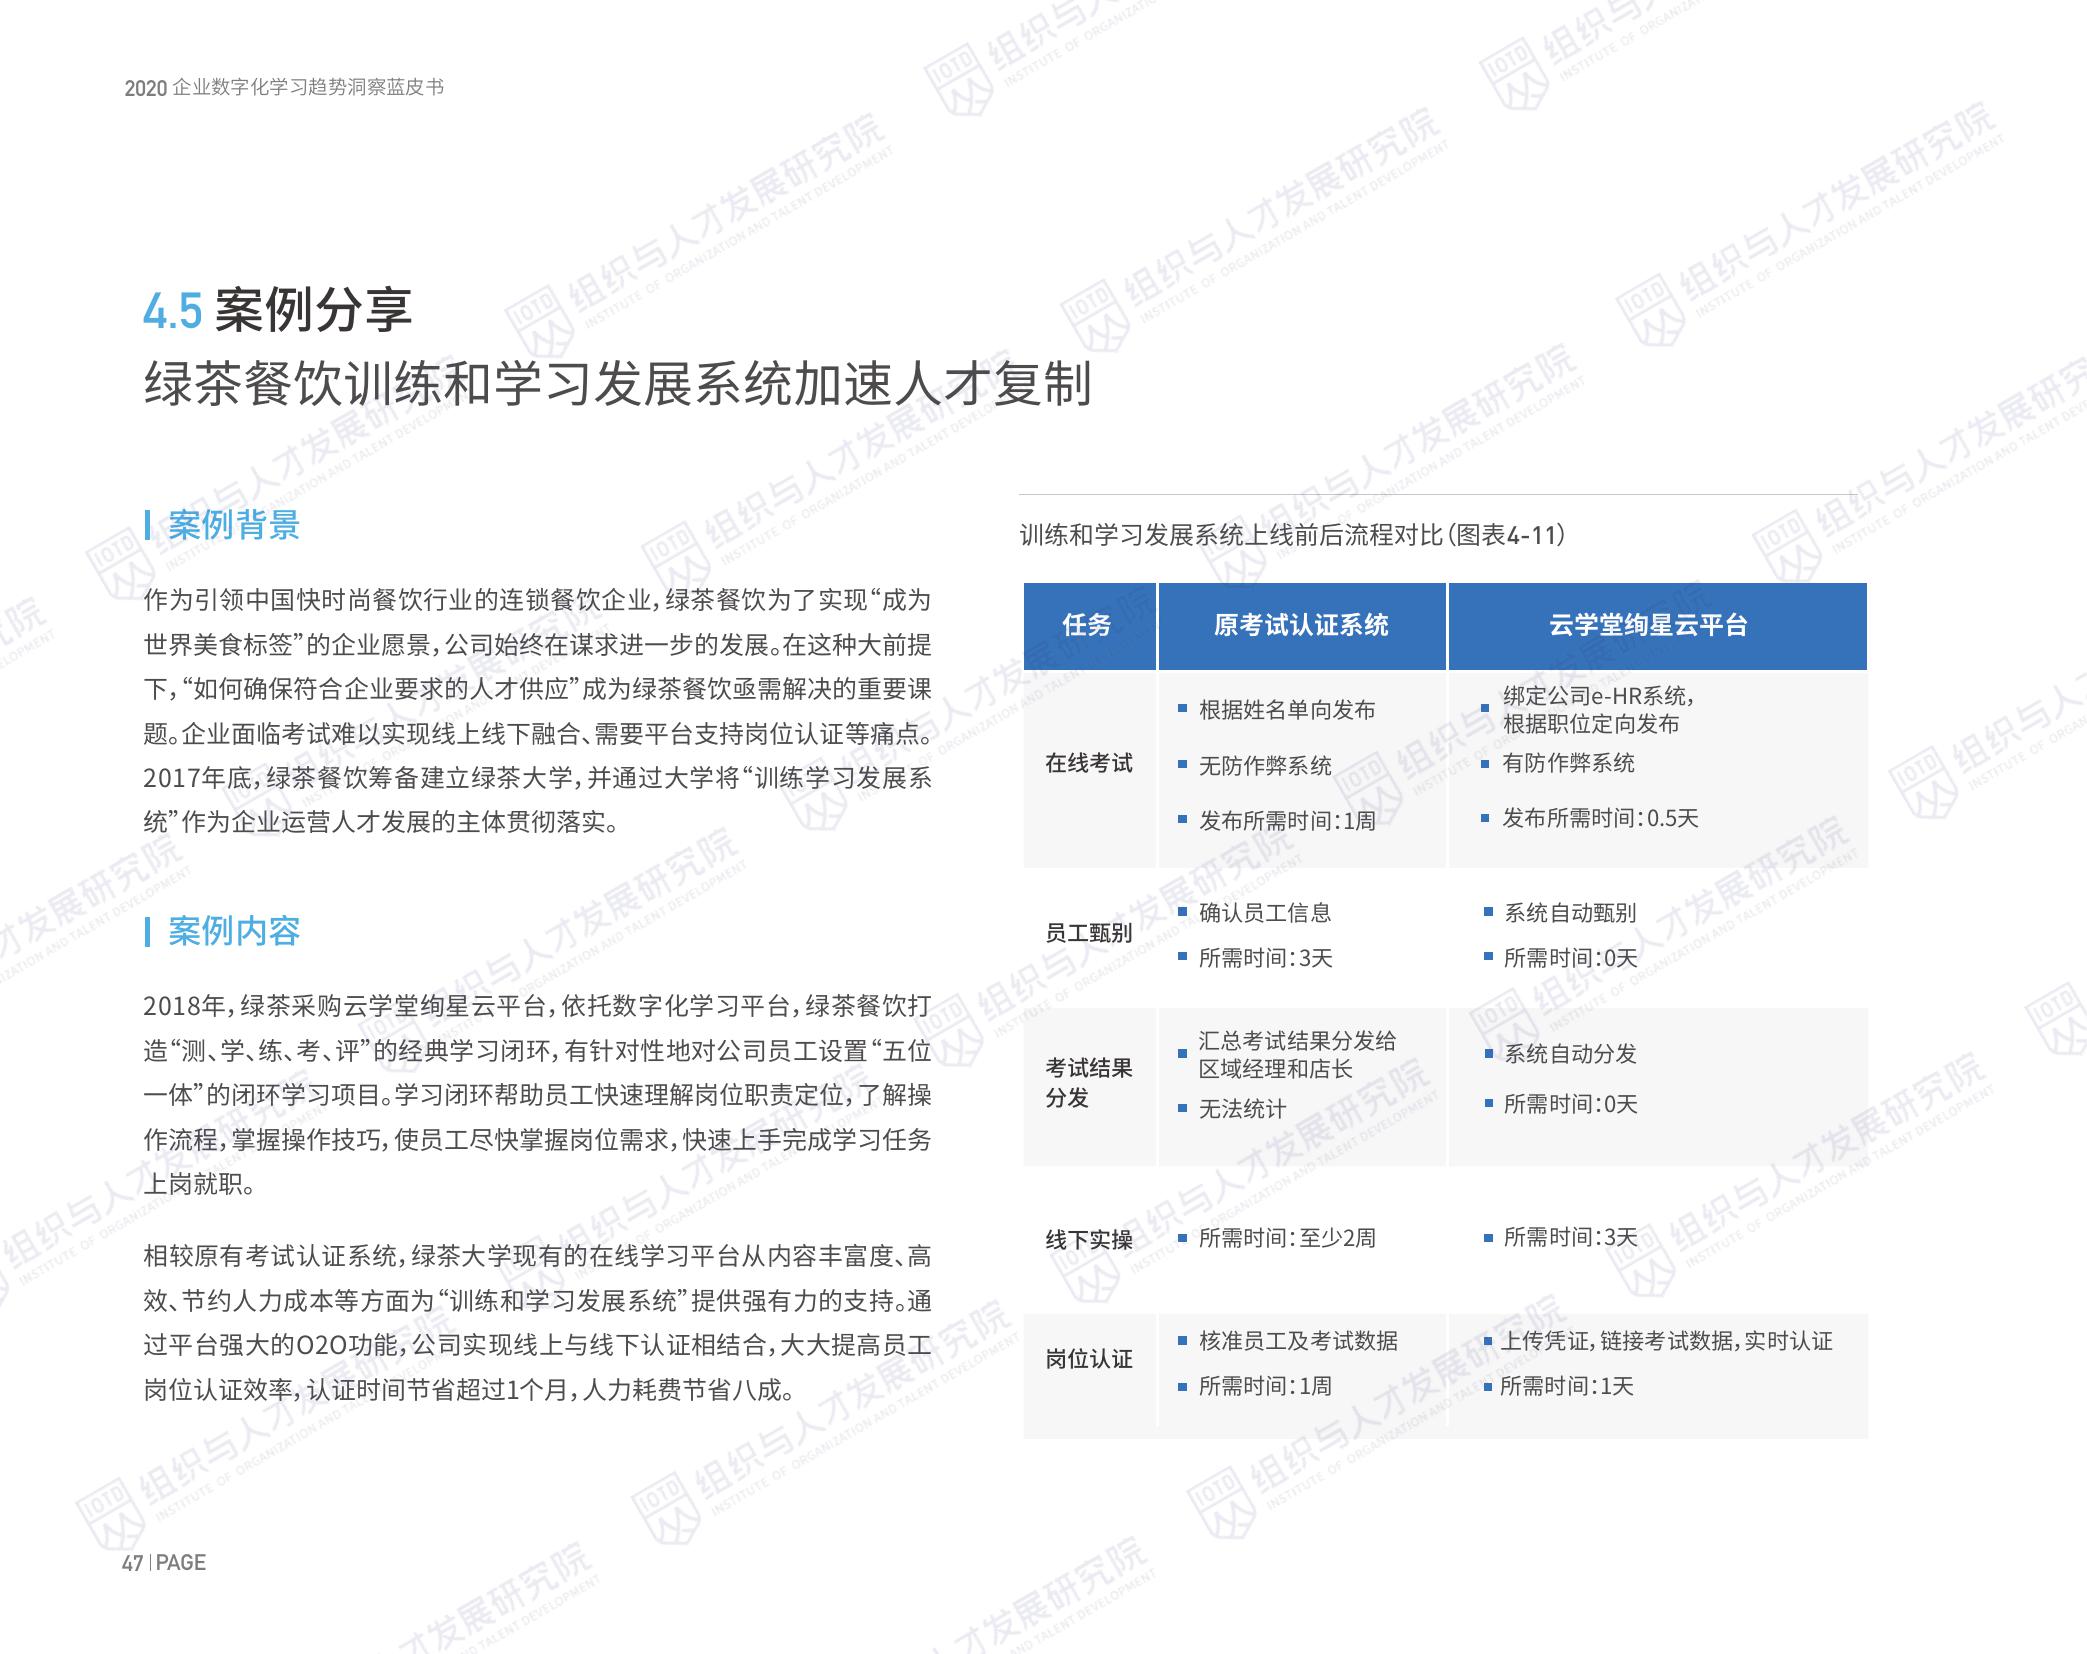 2020 企业数字化学习趋势洞察蓝皮书
4.5 案例分享
绿茶餐饮训练和学习发展系统加速人才复制
案例背景
作为引领中国快时尚餐饮行业的连锁餐饮企业，绿茶餐饮为了实现“成为
世界美食标签”的企业愿景，公司始终在谋求进一步的发展。在这种大前提
下，“如何确保符合企业要求的人才供应”成为绿茶餐饮亟需解决的重要课
题。企业面临考试难以实现线上线下融合、需要平台支持岗位认证等痛点。
2017年底，绿茶餐饮筹备建立绿茶大学，并通过大学将“训练学习发展系
统”作为企业运营人才发展的主体贯彻落实。
案例内容
2018年，绿茶采购云学堂绚星云平台，依托数字化学习平台，绿茶餐饮打
造“测、学、练、考、评”的经典学习闭环，有针对性地对公司员工设置“五位
一体”的闭环学习项目。学习闭环帮助员工快速理解岗位职责定位，了解操
作流程，掌握操作技巧，使员工尽快掌握岗位需求，快速上手完成学习任务
上岗就职。
相较原有考试认证系统，绿茶大学现有的在线学习平台从内容丰富度、高
效、节约人力成本等方面为“训练和学习发展系统”提供强有力的支持。通
过平台强大的O2O功能，公司实现线上与线下认证相结合，大大提高员工
岗位认证效率，认证时间节省超过1个月，人力耗费节省八成。
训练和学习发展系统上线前后流程对比（图表4-11）
任务 原考试认证系统 云学堂绚星云平台
在线考试
根据姓名单向发布
无防作弊系统
发布所需时间：1周
绑定公司e-HR系统，
根据职位定向发布
有防作弊系统
发布所需时间：0.5天
员工甄别
确认员工信息
所需时间：3天
系统自动甄别
所需时间：0天
考试结果
分发
汇总考试结果分发给
区域经理和店长
无法统计
系统自动分发
所需时间：0天
线下实操
所需时间：至少2周
所需时间：3天
岗位认证
核准员工及考试数据
所需时间：1周
上传凭证，链接考试数据，实时认证
所需时间：1天
47 | PAGE
IOTD 组织与人才发展研究院
INSTITUTE OF ORGANIZATION AND TALENT DEVELOPMENT